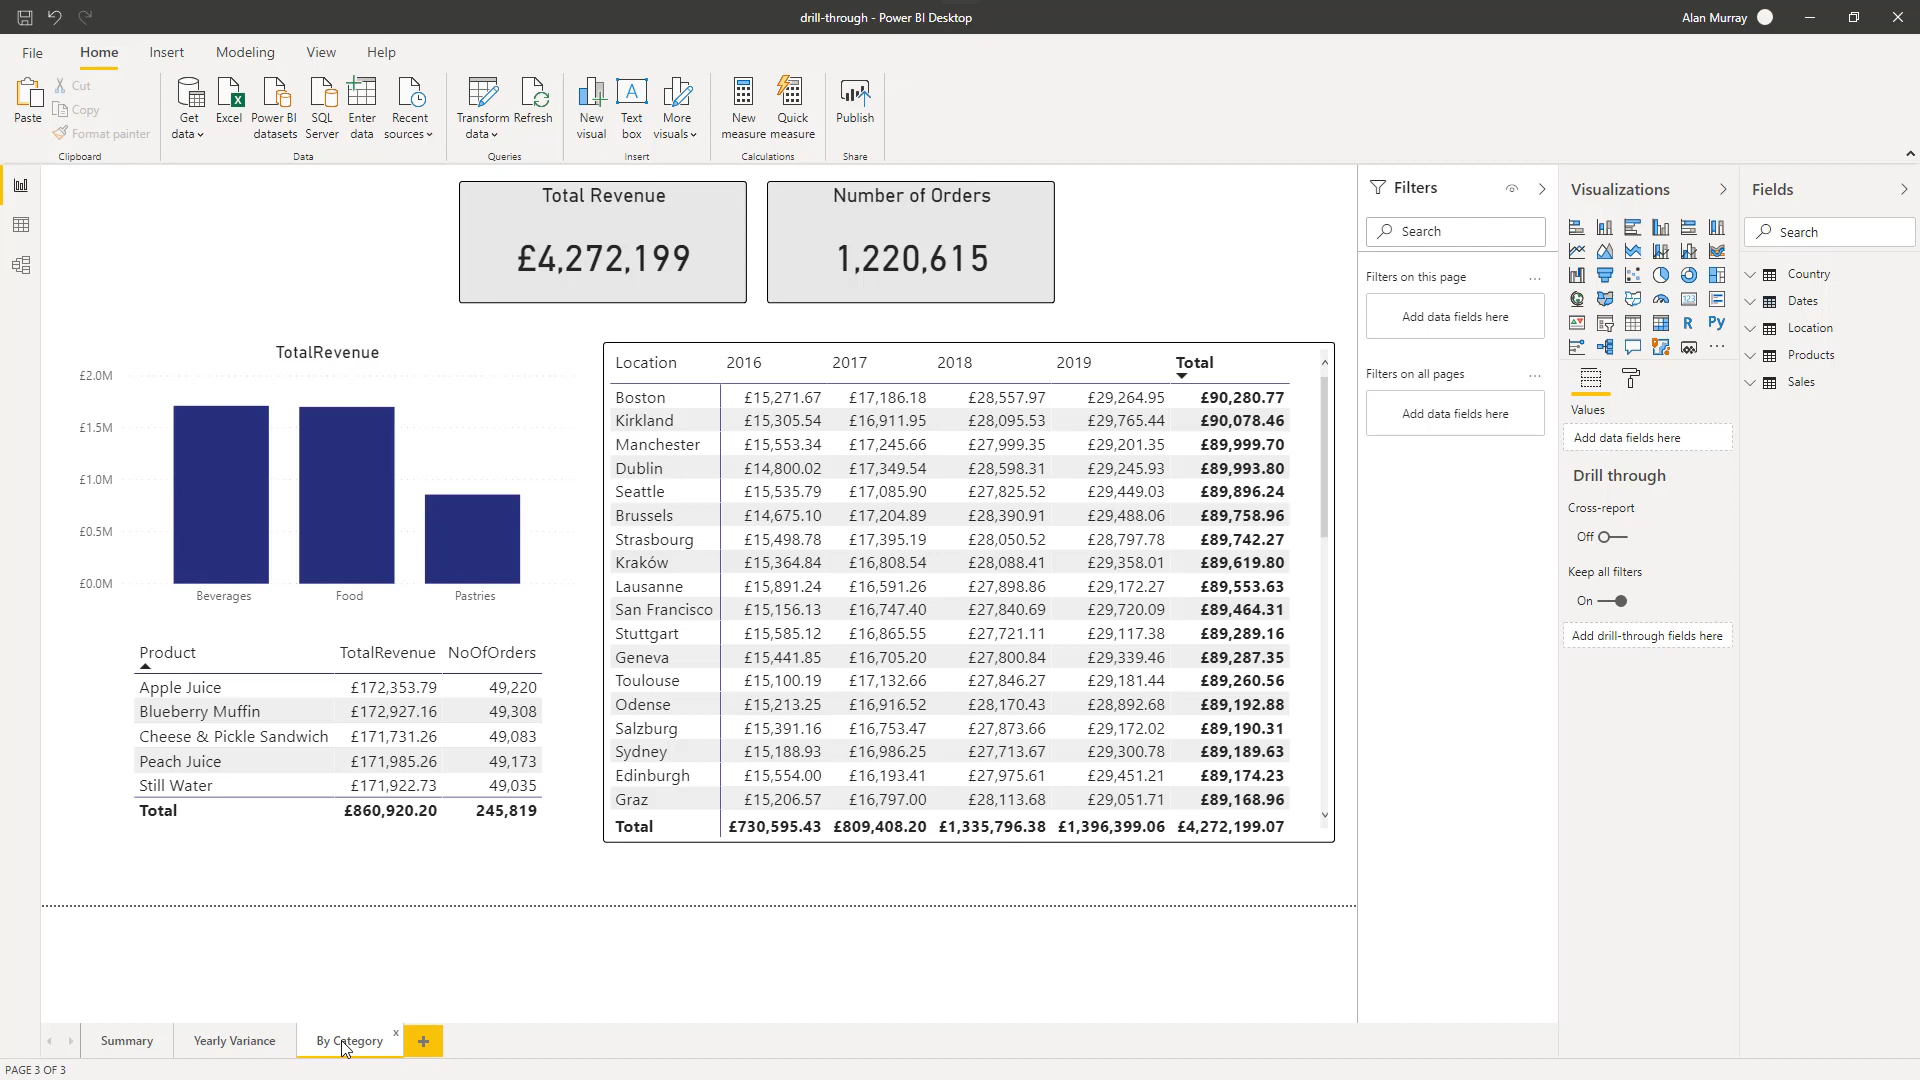 drill-through - Power BI Desktop
Alan Murray
File Home Insert Modeling View Help
Paste
Cut
Copy
Format painter
Clipboard
Get data
Excel
Power BI datasets
SQL Server
Enter data
Recent sources
Data
Transform data
Refresh
Queries
New visual
A
Text box
More visuals
Insert
New measure
Quick measure
Calculations
Publish
Share
Total Revenue
£4,272,199
Number of Orders
1,220,615
TotalRevenue
£2.0M
£1.5M
£1.0M
£0.5M
£0.0M
Beverages Food Pastries
Product TotalRevenue NoOfOrders
Apple Juice £172,353.79 49,220
Blueberry Muffin £172,927.16 49,308
Cheese & Pickle Sandwich £171,731.26 49,083
Peach Juice £171,985.26 49,173
Still Water £171,922.73 49,035
Total £860,920.20 245,819
Location 2016 2017 2018 2019 Total
Boston £15,271.67 £17,186.18 £28,557.97 £29,264.95 £90,280.77
Kirkland £15,305.54 £16,911.95 £28,095.53 £29,765.44 £90,078.46
Manchester £15,553.34 £17,245.66 £27,999.35 £29,201.35 £89,999.70
Dublin £14,800.02 £17,349.54 £28,598.31 £29,245.93 £89,993.80
Seattle £15,535.79 £17,085.90 £27,825.52 £29,449.03 £89,896.24
Brussels £14,675.10 £17,204.89 £28,390.91 £29,488.06 £89,758.96
Strasbourg £15,498.78 £17,395.19 £28,050.52 £28,797.78 £89,742.27
Kraków £15,364.84 £16,808.54 £28,088.41 £29,358.01 £89,619.80
Lausanne £15,891.24 £16,591.26 £27,898.86 £29,172.27 £89,553.63
San Francisco £15,156.13 £16,747.40 £27,840.69 £29,720.09 £89,464.31
Stuttgart £15,585.12 £16,865.55 £27,721.11 £29,117.38 £89,289.16
Geneva £15,441.85 £16,705.20 £27,800.84 £29,339.46 £89,287.35
Toulouse £15,100.19 £17,132.66 £27,846.27 £29,181.44 £89,260.56
Odense £15,213.25 £16,916.52 £28,170.43 £28,892.68 £89,192.88
Salzburg £15,391.16 £16,753.47 £27,873.66 £29,172.02 £89,190.31
Sydney £15,188.93 £16,986.25 £27,713.67 £29,300.78 £89,189.63
Edinburgh £15,554.00 £16,193.41 £27,975.61 £29,451.21 £89,174.23
Graz £15,206.57 £16,797.00 £28,113.68 £29,051.71 £89,168.96
Total £730,595.43 £809,408.20 £1,335,796.38 £1,396,399.06 £4,272,199.07
Filters
Search
Filters on this page ...
Add data fields here
Filters on all pages ...
Add data fields here
Visualizations
123
R Py
...
Values
Add data fields here
Drill through
Cross-report
Off
Keep all filters
On
Add drill-through fields here
Fields
Search
Country
Dates
Location
Products
Sales
Summary Yearly Variance By Category x +
PAGE 3 OF 3